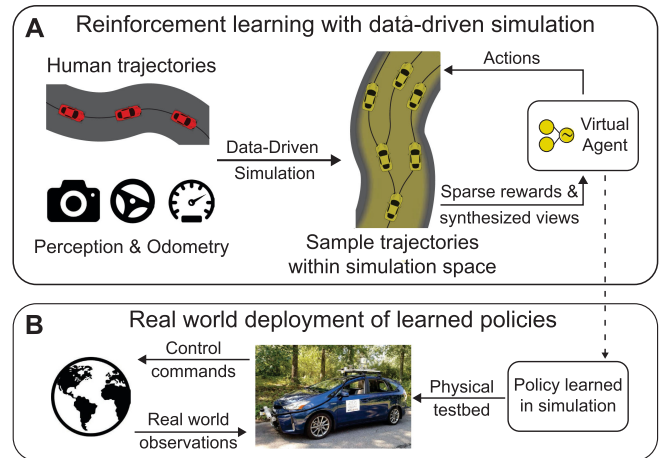 A
Reinforcement learning with data-driven simulation
Human trajectories
Actions
Virtual
Agent
Data-Driven
Simulation
Sparse rewards &
synthesized views
Perception & Odometry
Sample trajectories
within simulation space
B
Real world deployment of learned policies
Control
commands
Real world
observations
Physical
testbed
Policy learned
in simulation